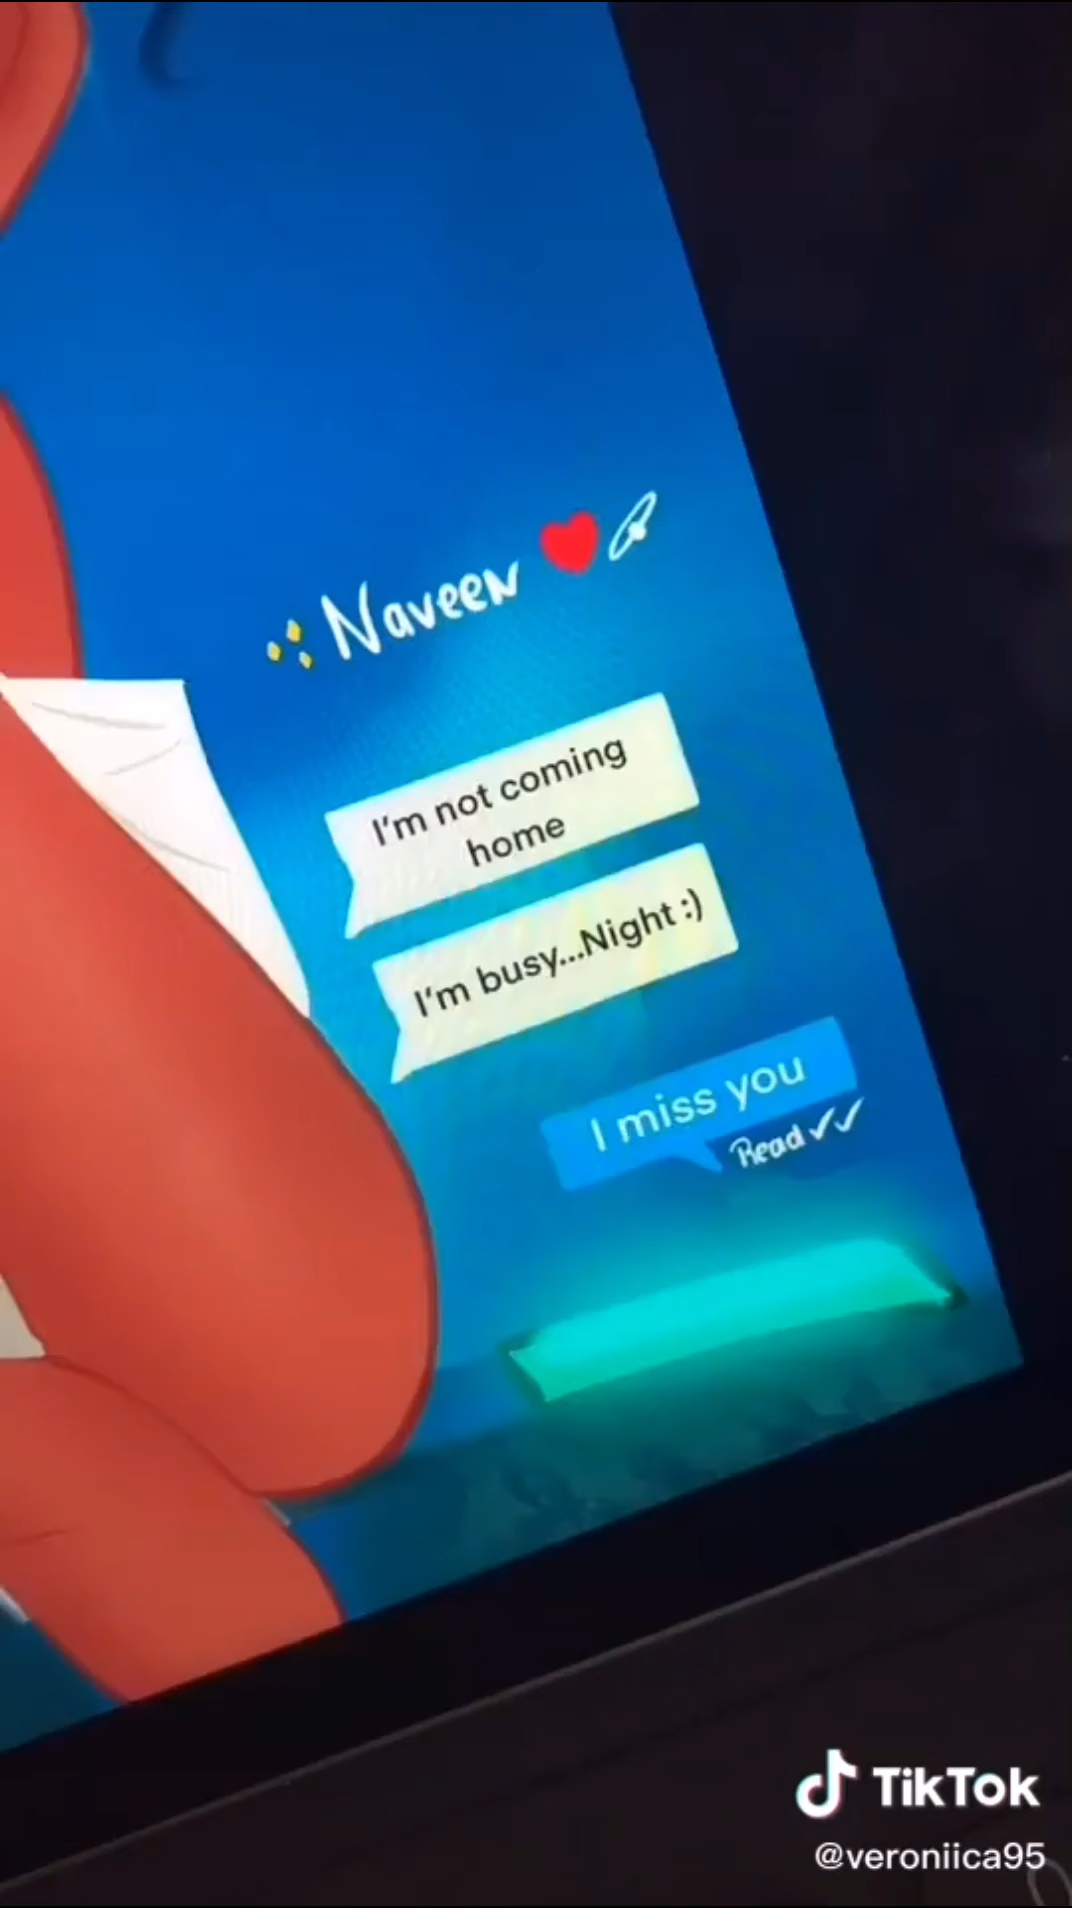 Naveen
I'm not coming
home
I'm busy...Night :)
I miss you
Read
TikTok
@veroniica95